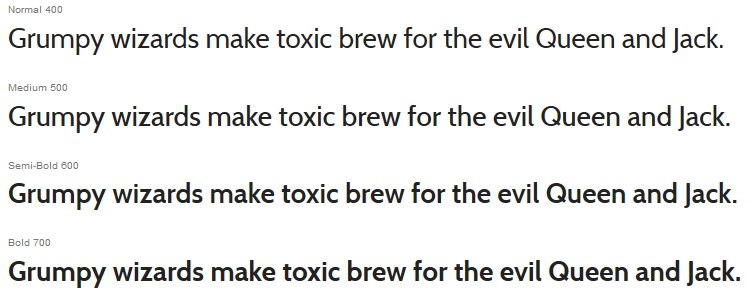 Normal 400
Grumpy wizards make toxic brew for the evil Queen and Jack.
Medium 500
Grumpy wizards make toxic brew for the evil Queen and Jack.
Semi-Bold 600
Grumpy wizards make toxic brew for the evil Queen and Jack.
Bold 700
Grumpy wizards make toxic brew for the evil Queen and Jack.